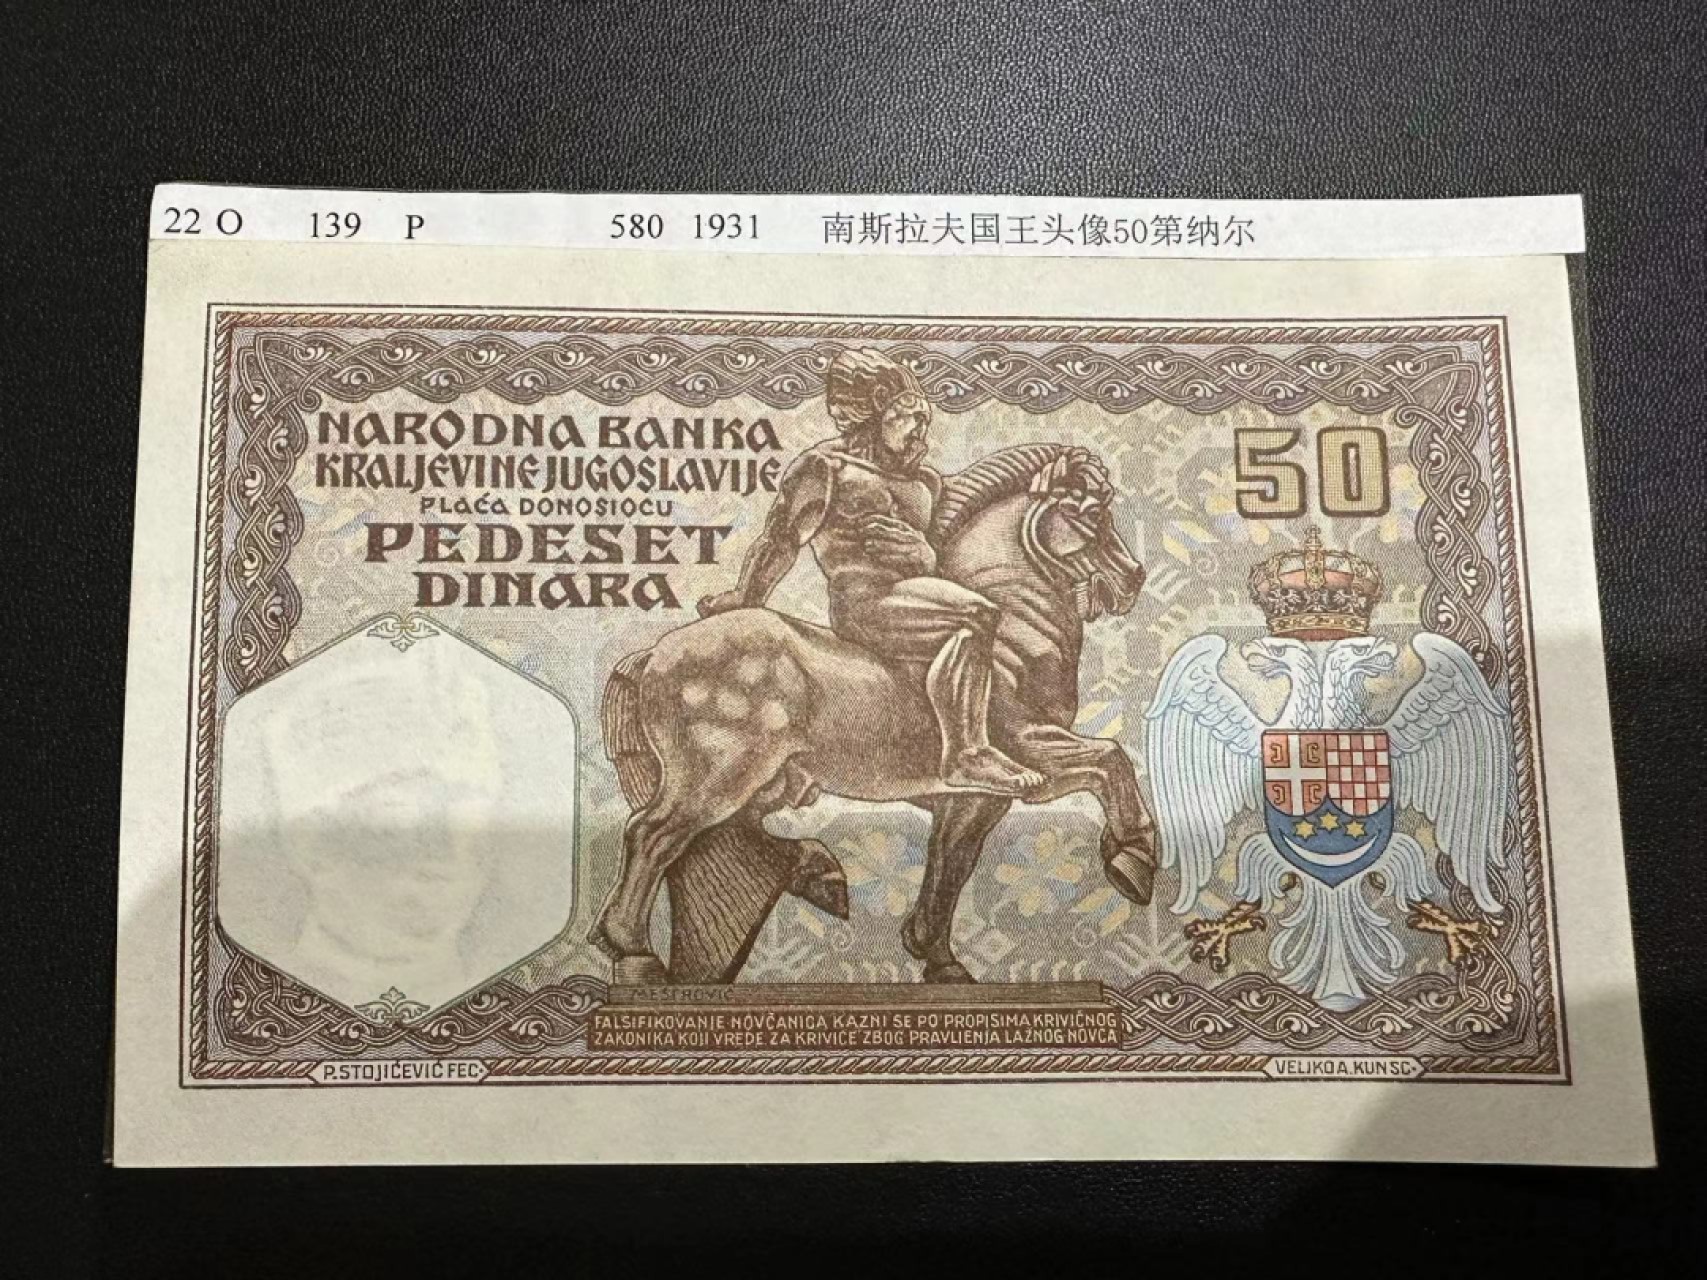 22 O 139 P 580 1931 南斯拉夫国王头像50第纳尔
NARODNA BANKA
KRALJEVINE JUGOSLAVIJE
PLAĆA DONOSIOCU
PEDESET
DINARA
50
MEŠTROVIĆ
FALSIFIKOVANJE NOVČANICA KAZNI SE PO PROPISIMA KRIVIČNOG
ZAKONIKA KOJI VREDE ZA KRIVICE ZBOG PRAVLJENJA LAŽNOG NOVCA
P. STOJIĆEVIĆ FEC.
VELJKO A. KUN SC.